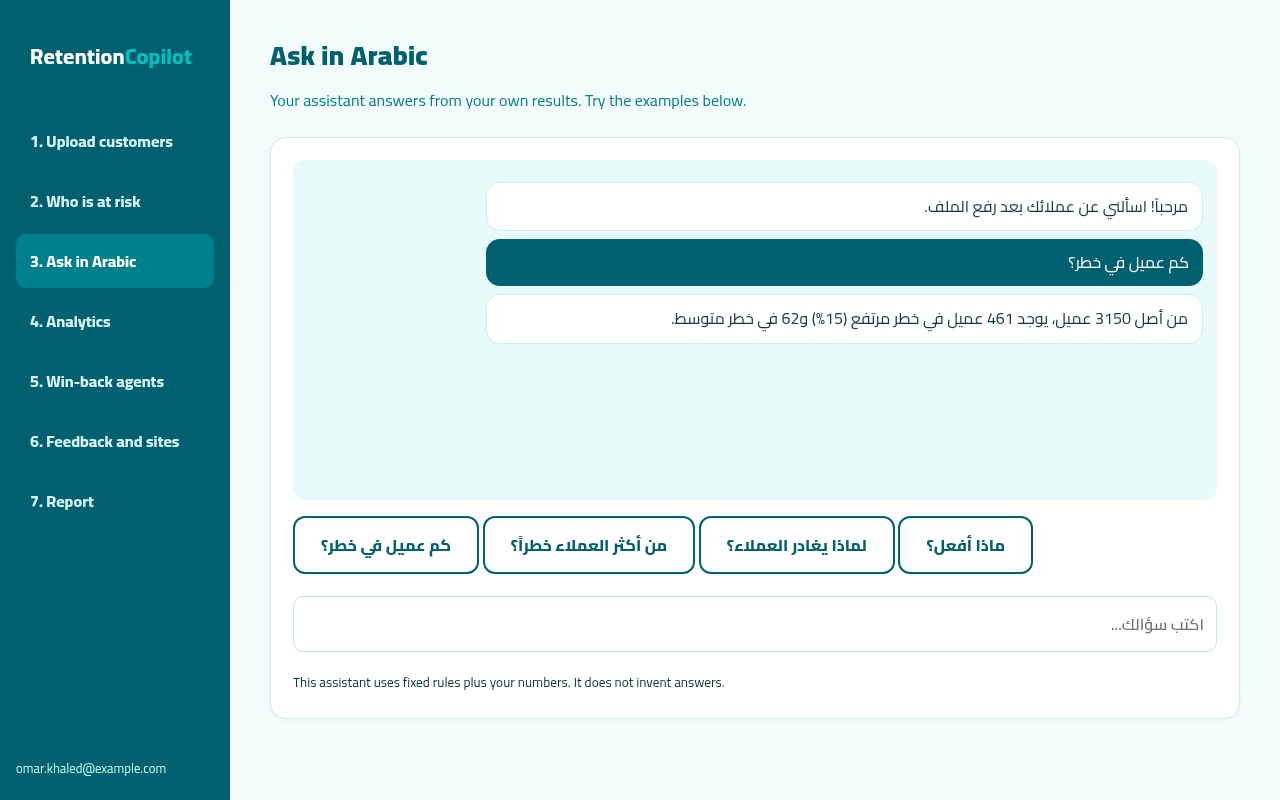 RetentionCopilot
1. Upload customers
2. Who is at risk
3. Ask in Arabic
4. Analytics
5. Win-back agents
6. Feedback and sites
7. Report
omar.khaled@example.com
Ask in Arabic
Your assistant answers from your own results. Try the examples below.
مرحباً! اسألني عن عملائك بعد رفع الملف.
كم عميل في خطر؟
من أصل 3150 عميل، يوجد 461 عميل في خطر مرتفع (15%) و62 في خطر متوسط.
كم عميل في خطر؟
من أكثر العملاء خطراً؟
لماذا يغادر العملاء؟
ماذا أفعل؟
اكتب سؤالك...
This assistant uses fixed rules plus your numbers. It does not invent answers.